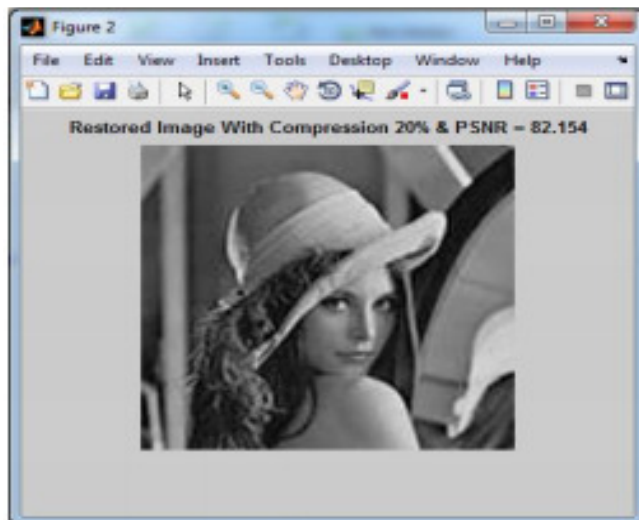 Figure 2
File Edit View Insert Tools Desktop Window Help
Restored Image With Compression 20% & PSNR = 82.154